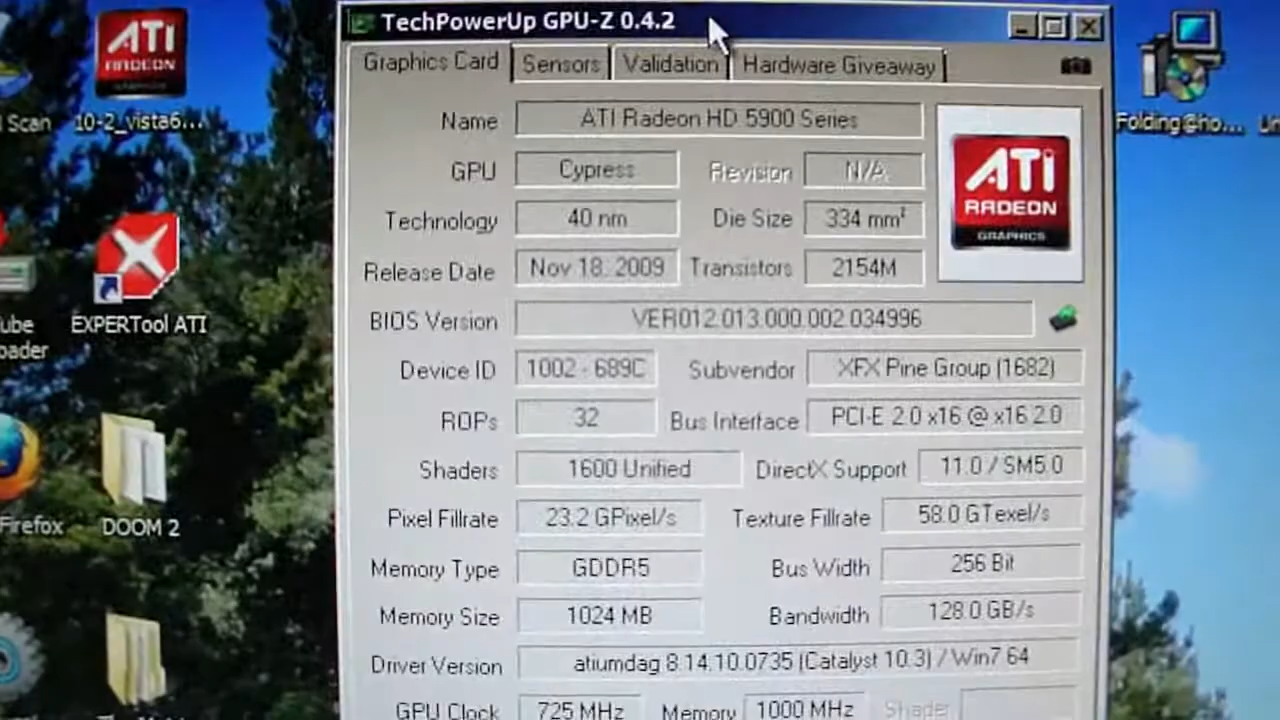 TechPowerUp GPU-Z 0.4.2
Graphics Card Sensors Validation Hardware Giveaway
ATI
RADEON
Scan 10-2_vista6...
Folding@ho...
Name ATI Radeon HD 5900 Series
GPU Cypress Revision N/A
ATI
RADEON
GRAPHICS
Technology 40 nm Die Size 334 mm²
Release Date Nov 18, 2009 Transistors 2154M
BIOS Version VER012.013.000.002.034996
EXPERTool ATI
Device ID 1002 - 689C Subvendor XFX Pine Group (1682)
ROPs 32 Bus Interface PCI-E 2.0 x16 @ x16 2.0
Shaders 1600 Unified DirectX Support 11.0 / SM5.0
Pixel Fillrate 23.2 GPixel/s Texture Fillrate 58.0 GTexel/s
Firefox DOOM 2
Memory Type GDDR5 Bus Width 256 Bit
Memory Size 1024 MB Bandwidth 128.0 GB/s
Driver Version atiumdag 8.14.10.0735 (Catalyst 10.3) / Win7 64
GPU Clock 725 MHz Memory 1000 MHz Shader